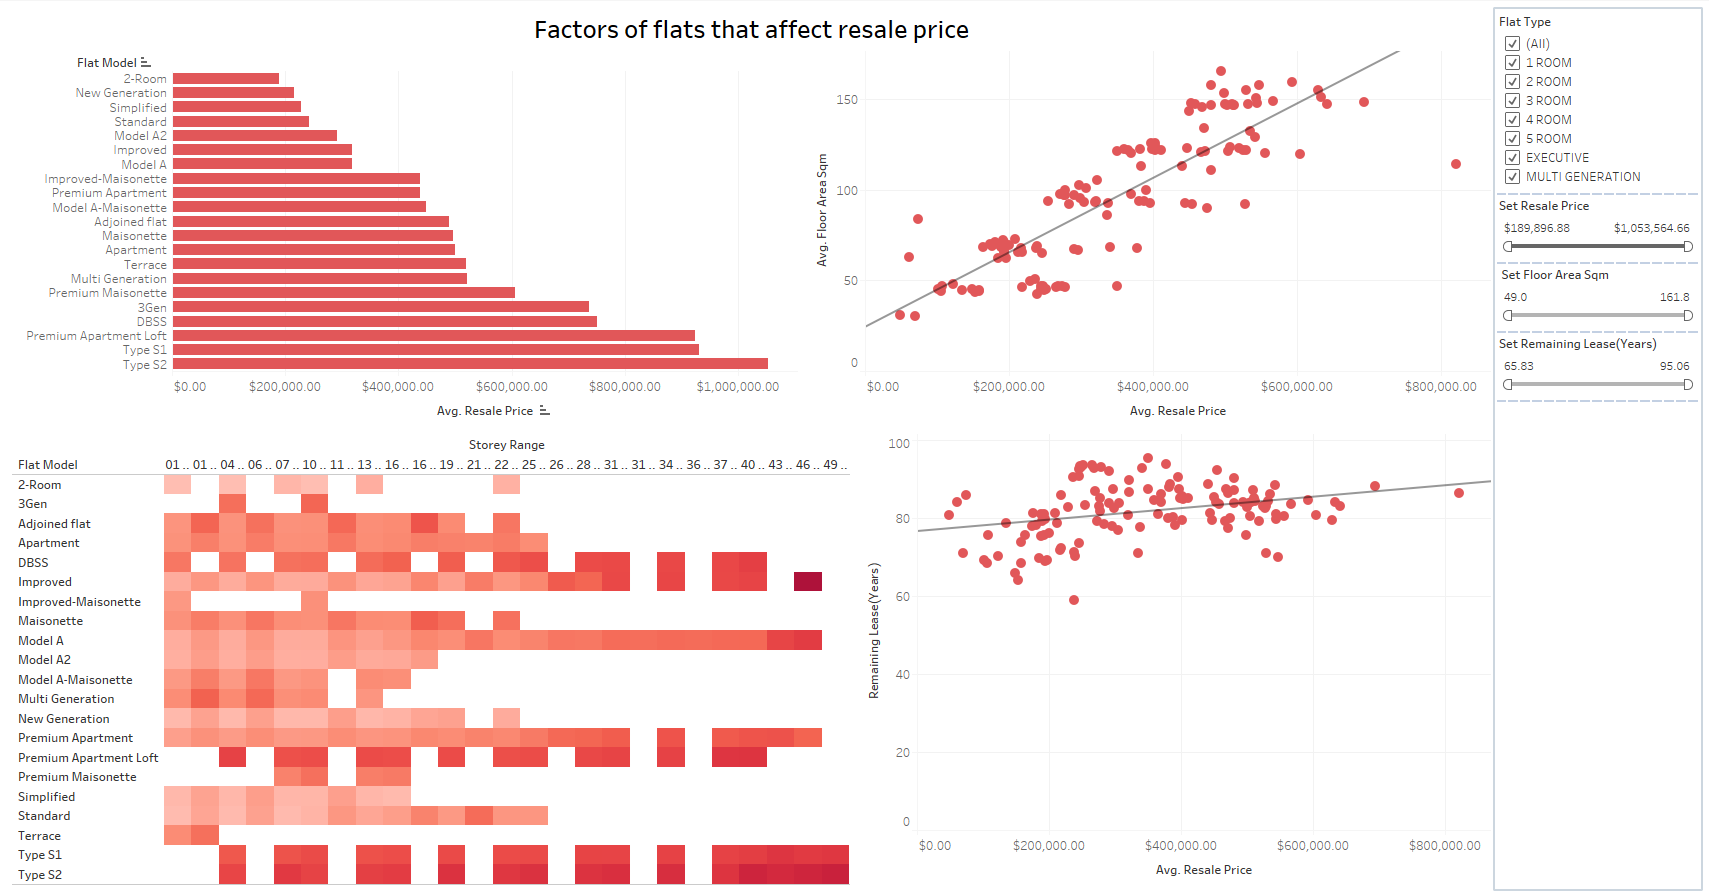 Factors of flats that affect resale price
Flat Model
2-Room
New Generation
Simplified
Standard
Model A2
Improved
Model A
Improved-Maisonette
Premium Apartment
Model A-Maisonette
Adjoined flat
Maisonette
Apartment
Terrace
Multi Generation
Premium Maisonette
3Gen
DBSS
Premium Apartment Loft
Type S1
Type S2
$0.00 $200,000.00 $400,000.00 $600,000.00 $800,000.00 $1,000,000.00
Avg. Resale Price
Avg. Floor Area Sqm
150
100
50
0
$0.00 $200,000.00 $400,000.00 $600,000.00 $800,000.00
Avg. Resale Price
Flat Type
(All)
1 ROOM
2 ROOM
3 ROOM
4 ROOM
5 ROOM
EXECUTIVE
MULTI GENERATION
Set Resale Price
$189,896.88 $1,053,564.66
Set Floor Area Sqm
49.0 161.8
Set Remaining Lease(Years)
65.83 95.06
Storey Range
Flat Model 01 .. 01 .. 04 .. 06 .. 07 .. 10 .. 11 .. 13 .. 16 .. 16 .. 19 .. 21 .. 22 .. 25 .. 26 .. 28 .. 31 .. 31 .. 34 .. 36 .. 37 .. 40 .. 43 .. 46 .. 49 ..
2-Room
3Gen
Adjoined flat
Apartment
DBSS
Improved
Improved-Maisonette
Maisonette
Model A
Model A2
Model A-Maisonette
Multi Generation
New Generation
Premium Apartment
Premium Apartment Loft
Premium Maisonette
Simplified
Standard
Terrace
Type S1
Type S2
Remaining Lease(Years)
100
80
60
40
20
0
$0.00 $200,000.00 $400,000.00 $600,000.00 $800,000.00
Avg. Resale Price